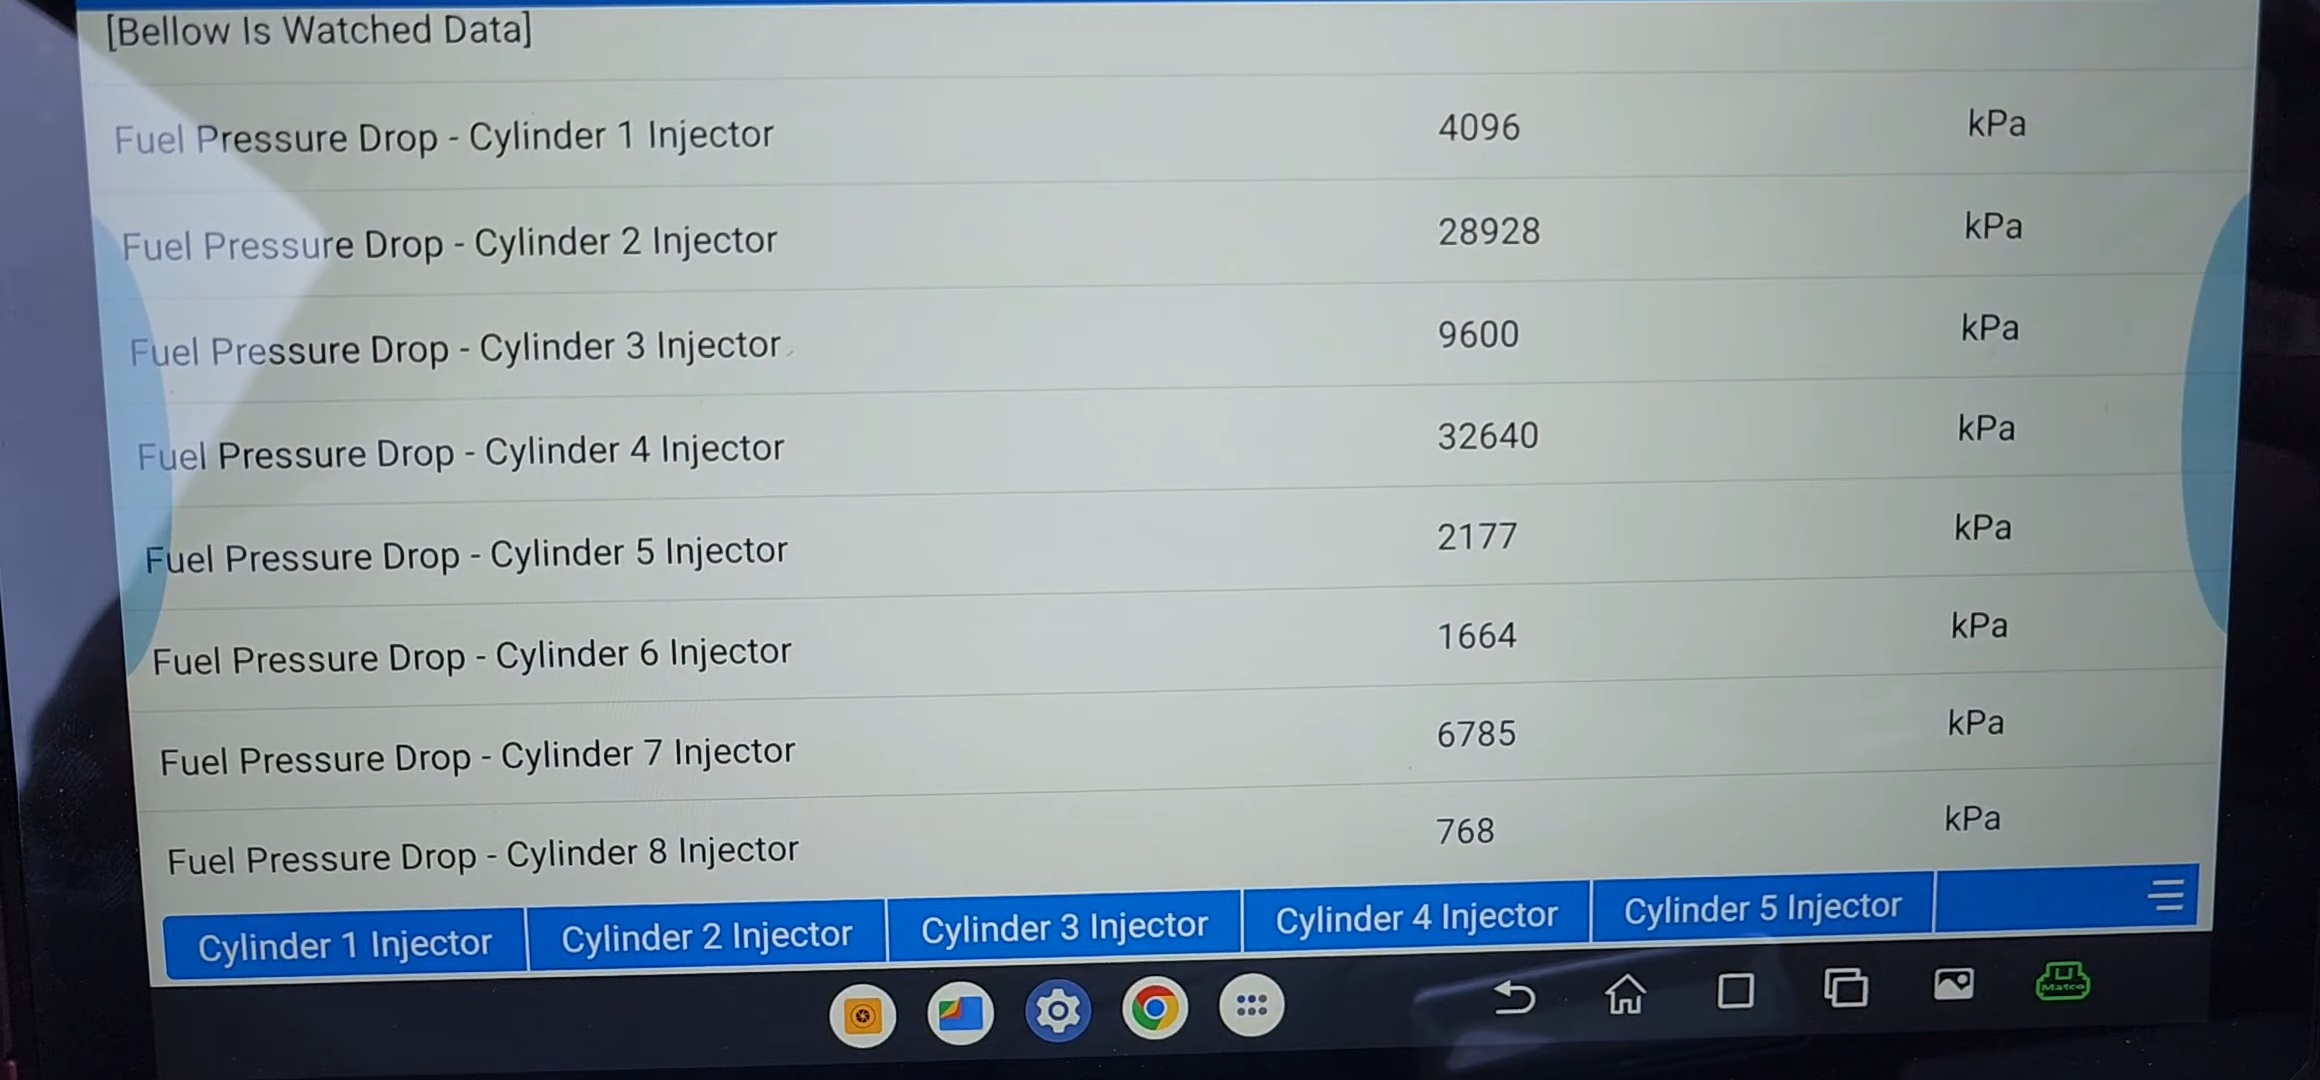 [Bellow Is Watched Data]
Fuel Pressure Drop - Cylinder 1 Injector 4096 kPa
Fuel Pressure Drop - Cylinder 2 Injector 28928 kPa
Fuel Pressure Drop - Cylinder 3 Injector 9600 kPa
Fuel Pressure Drop - Cylinder 4 Injector 32640 kPa
Fuel Pressure Drop - Cylinder 5 Injector 2177 kPa
Fuel Pressure Drop - Cylinder 6 Injector 1664 kPa
Fuel Pressure Drop - Cylinder 7 Injector 6785 kPa
Fuel Pressure Drop - Cylinder 8 Injector 768 kPa
Cylinder 1 Injector Cylinder 2 Injector Cylinder 3 Injector Cylinder 4 Injector Cylinder 5 Injector
Matco